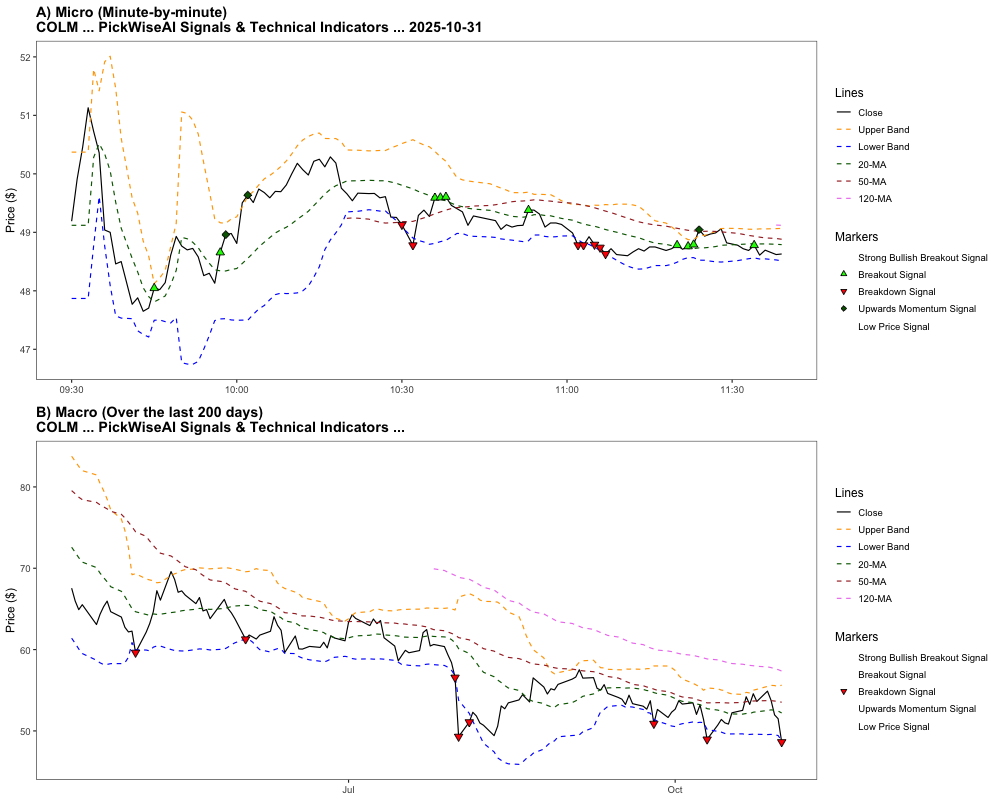 A) Micro (Minute-by-minute)
COLM ... PickWiseAI Signals & Technical Indicators ... 2025-10-31
Price ($)
52
51
50
49
48
47
09:30
10:00
10:30
11:00
11:30
Lines
Close
Upper Band
Lower Band
20-MA
50-MA
120-MA
Markers
Strong Bullish Breakout Signal
Breakout Signal
Breakdown Signal
Upwards Momentum Signal
Low Price Signal
B) Macro (Over the last 200 days)
COLM ... PickWiseAI Signals & Technical Indicators ...
Price ($)
80
70
60
50
Jul
Oct
Lines
Close
Upper Band
Lower Band
20-MA
50-MA
120-MA
Markers
Strong Bullish Breakout Signal
Breakout Signal
Breakdown Signal
Upwards Momentum Signal
Low Price Signal